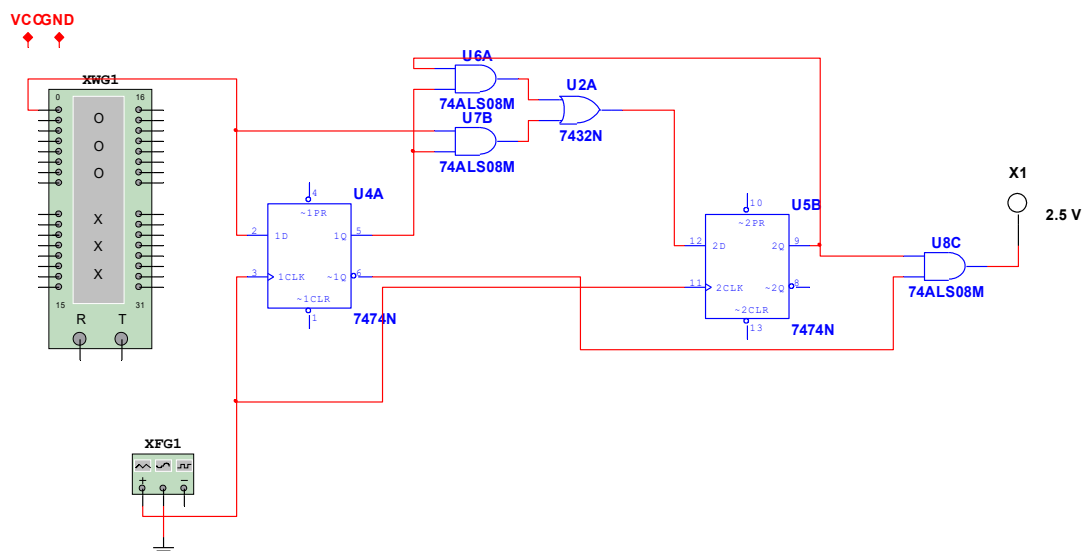 VCC GND
XWG1
0 16
O
O
O
X
X
X
15 31
R T
U6A
74ALS08M
U7B
74ALS08M
U2A
7432N
4
U4A
~1PR
2 1D 1Q 5
3 1CLK ~1Q 6
~1CLR
1
7474N
10
U5B
~2PR
12 2D 2Q 9
11 2CLK ~2Q 8
~2CLR
13
7474N
U8C
74ALS08M
X1
2.5 V
XFG1
+ −